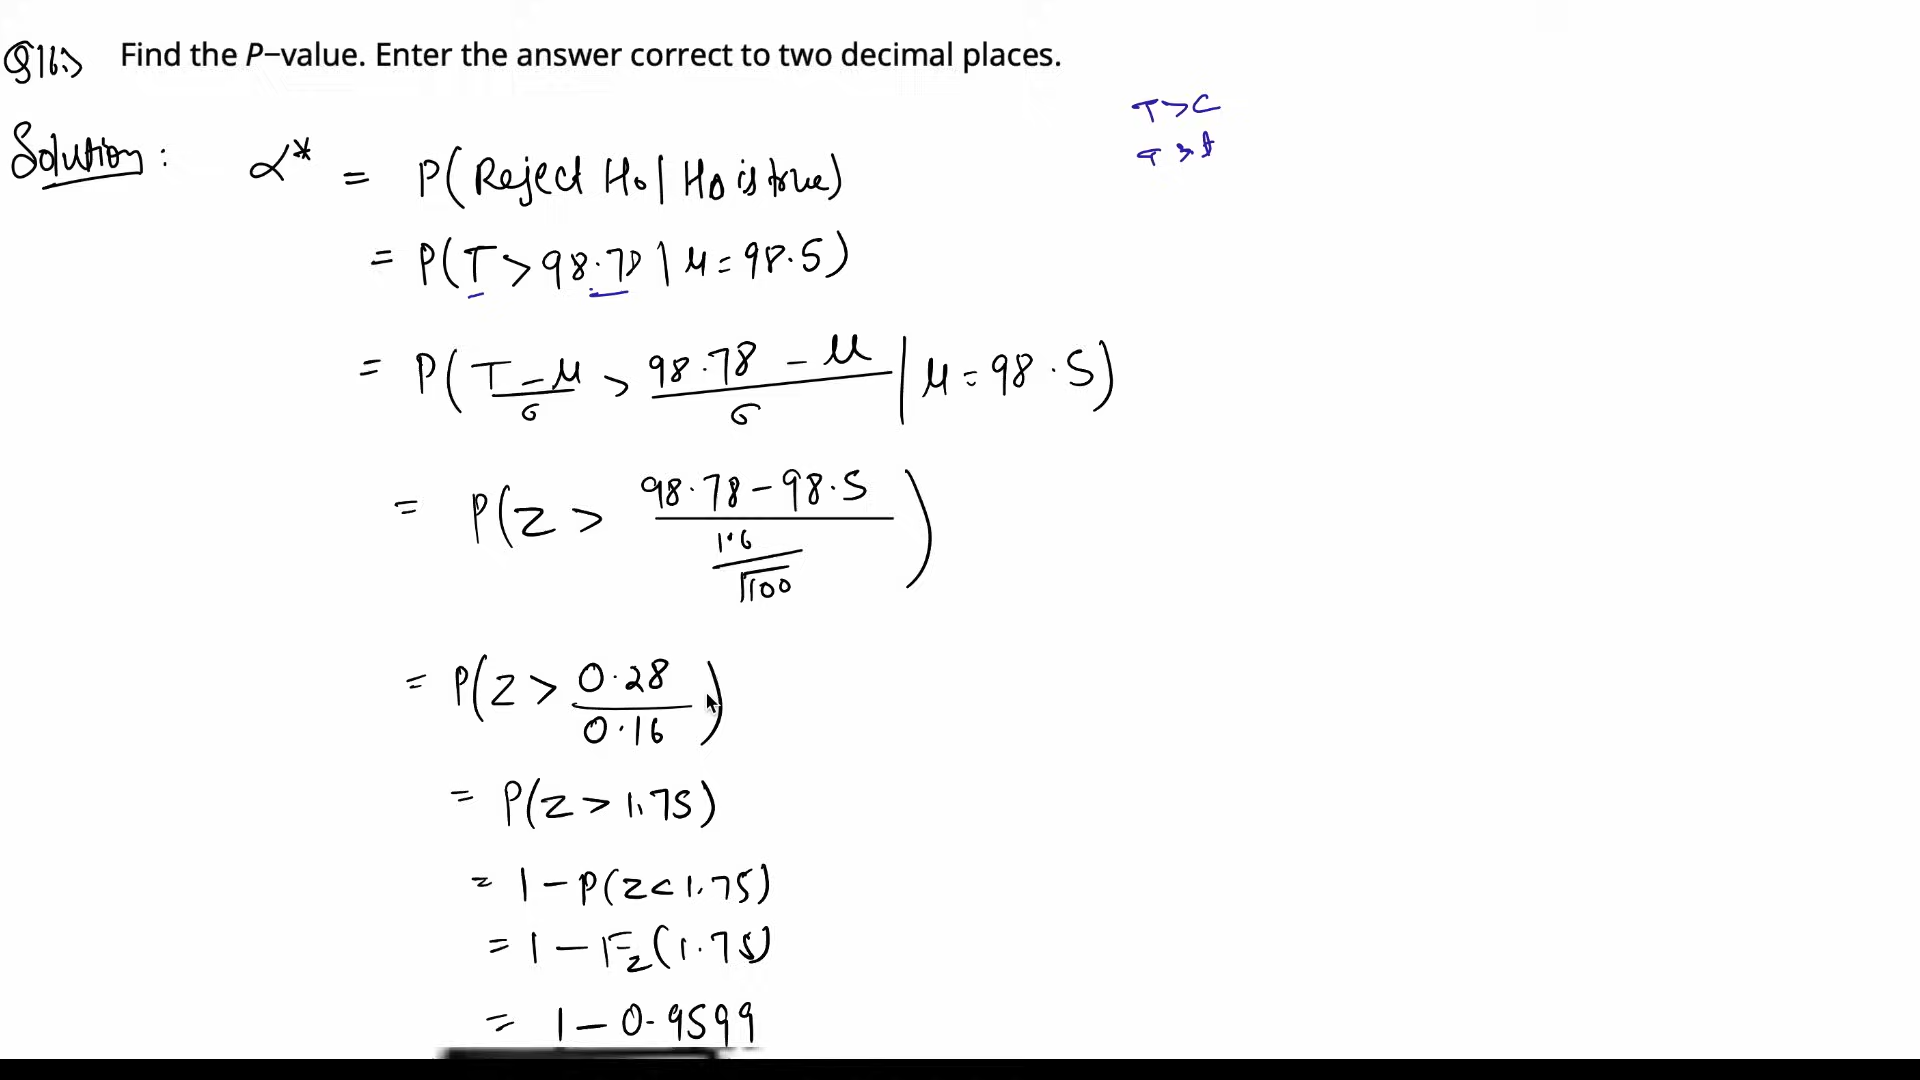 Q16:> Find the P–value. Enter the answer correct to two decimal places.
T > C
T > t
Solution: α* = P(Reject H₀ | H₀ is true)
= P(T > 98.78 | μ = 98.5)
= P( (T - μ)/σ > (98.78 - μ)/σ | μ = 98.5)
= P(Z > (98.78 - 98.5)/(1.6/√100) )
= P(Z > 0.28/0.16 )
= P(Z > 1.75)
= 1 - P(Z < 1.75)
= 1 - F_Z(1.75)
= 1 - 0.9599